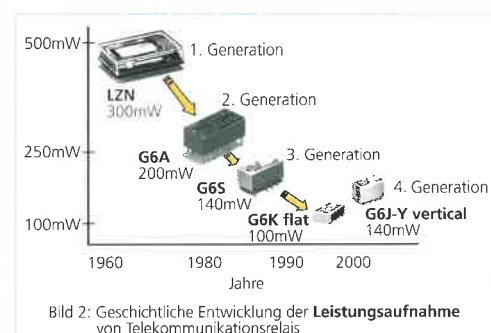 500mW
1. Generation
LZN
300mW
2. Generation
250mW
G6A
200mW
3. Generation
G6S
140mW
4. Generation
G6K flat
100mW
G6J-Y vertical
140mW
100mW
1960 1980 1990 2000
Jahre
Bild 2: Geschichtliche Entwicklung der Leistungsaufnahme
von Telekommunikationsrelais